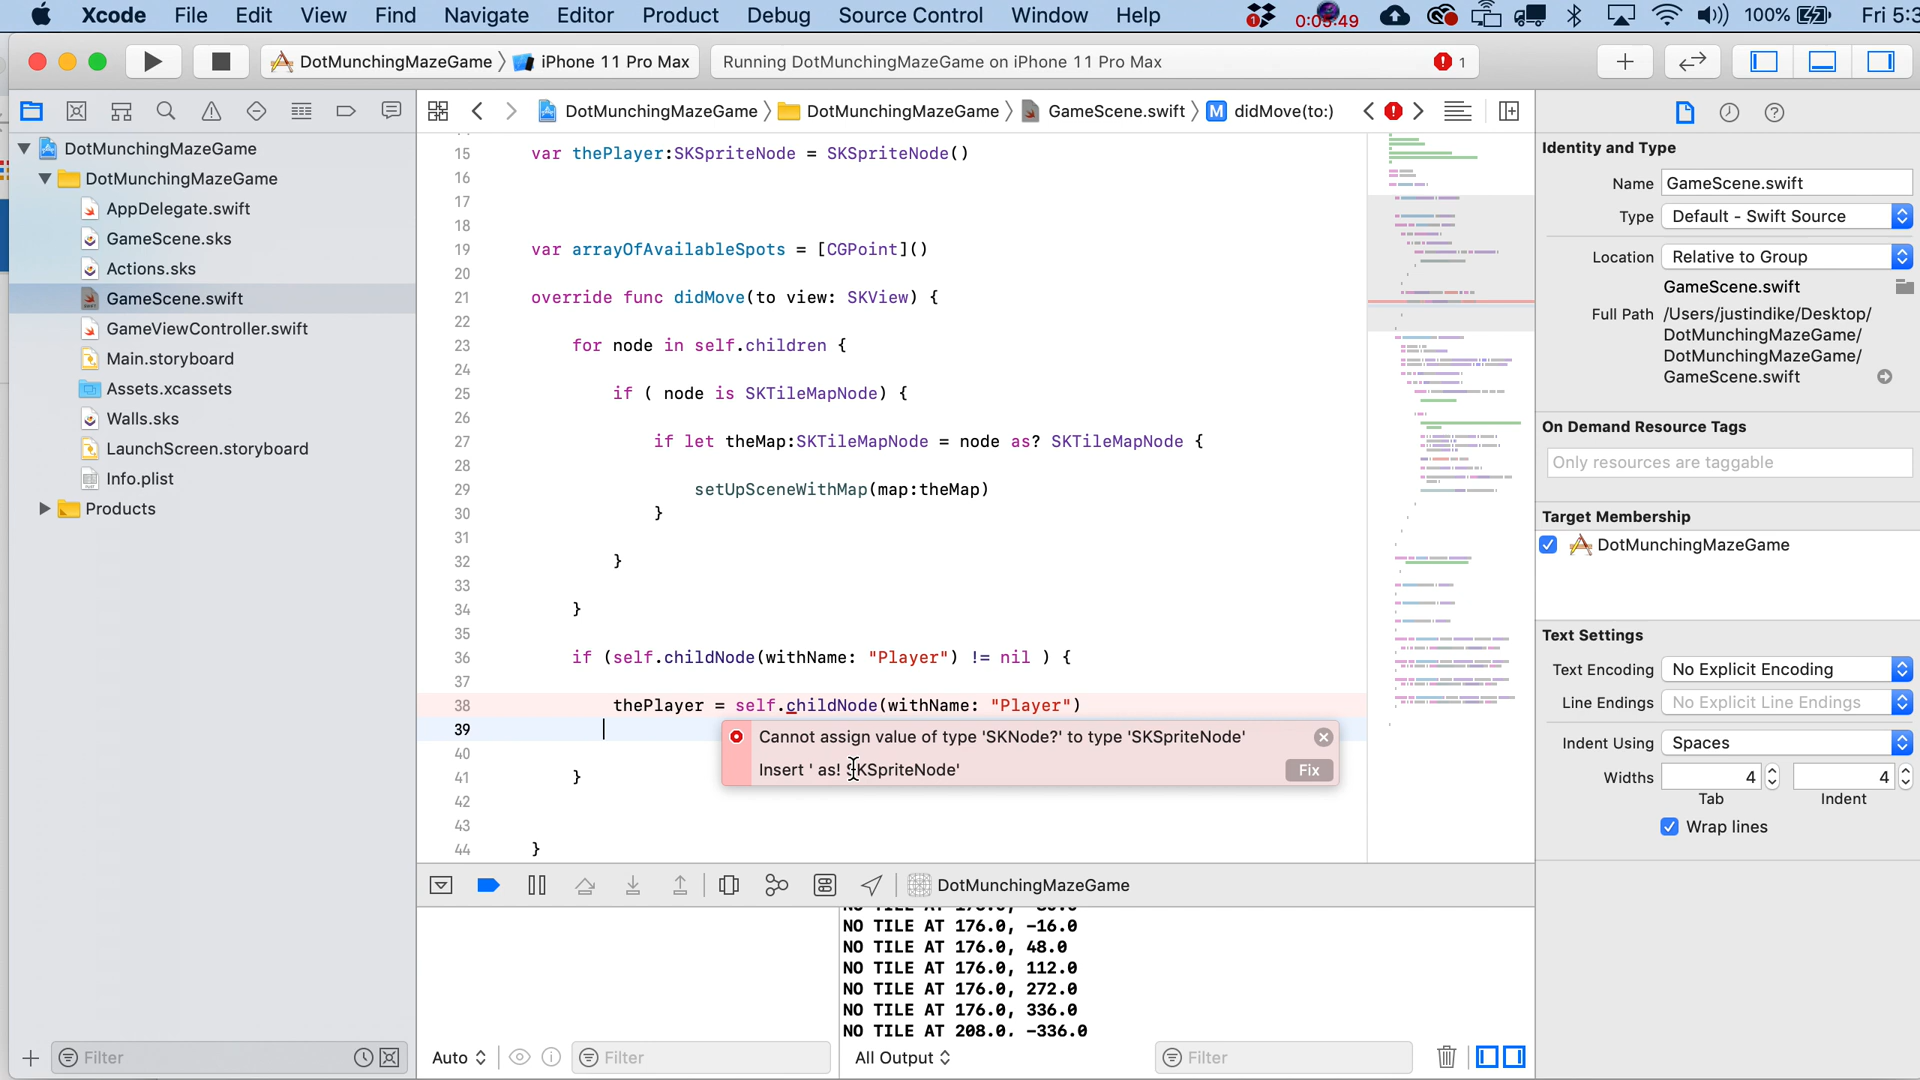 Xcode File Edit View Find Navigate Editor Product Debug Source Control Window Help 1 0:05:49 100% Fri 5:3
DotMunchingMazeGame 〉 iPhone 11 Pro Max Running DotMunchingMazeGame on iPhone 11 Pro Max 1
DotMunchingMazeGame 〉 DotMunchingMazeGame 〉 GameScene.swift 〉 M didMove(to:)
DotMunchingMazeGame
DotMunchingMazeGame
AppDelegate.swift
GameScene.sks
Actions.sks
GameScene.swift
GameViewController.swift
Main.storyboard
Assets.xcassets
Walls.sks
LaunchScreen.storyboard
Info.plist
Products
Filter
15 var thePlayer:SKSpriteNode = SKSpriteNode()
16
17
18
19 var arrayOfAvailableSpots = [CGPoint]()
20
21 override func didMove(to view: SKView) {
22
23 for node in self.children {
24
25 if ( node is SKTileMapNode) {
26
27 if let theMap:SKTileMapNode = node as? SKTileMapNode {
28
29 setUpSceneWithMap(map:theMap)
30 }
31
32 }
33
34 }
35
36 if (self.childNode(withName: "Player") != nil ) {
37
38 thePlayer = self.childNode(withName: "Player")
39
Cannot assign value of type 'SKNode?' to type 'SKSpriteNode'
Insert ' as! SKSpriteNode' Fix
40
41 }
42
43
44 }
DotMunchingMazeGame
NO TILE AT 176.0, -16.0
NO TILE AT 176.0, 48.0
NO TILE AT 176.0, 112.0
NO TILE AT 176.0, 272.0
NO TILE AT 176.0, 336.0
NO TILE AT 208.0, -336.0
Auto Filter All Output Filter
Identity and Type
Name GameScene.swift
Type Default - Swift Source
Location Relative to Group
GameScene.swift
Full Path /Users/justindike/Desktop/
DotMunchingMazeGame/
DotMunchingMazeGame/
GameScene.swift
On Demand Resource Tags
Only resources are taggable
Target Membership
DotMunchingMazeGame
Text Settings
Text Encoding No Explicit Encoding
Line Endings No Explicit Line Endings
Indent Using Spaces
Widths 4 4
Tab Indent
Wrap lines